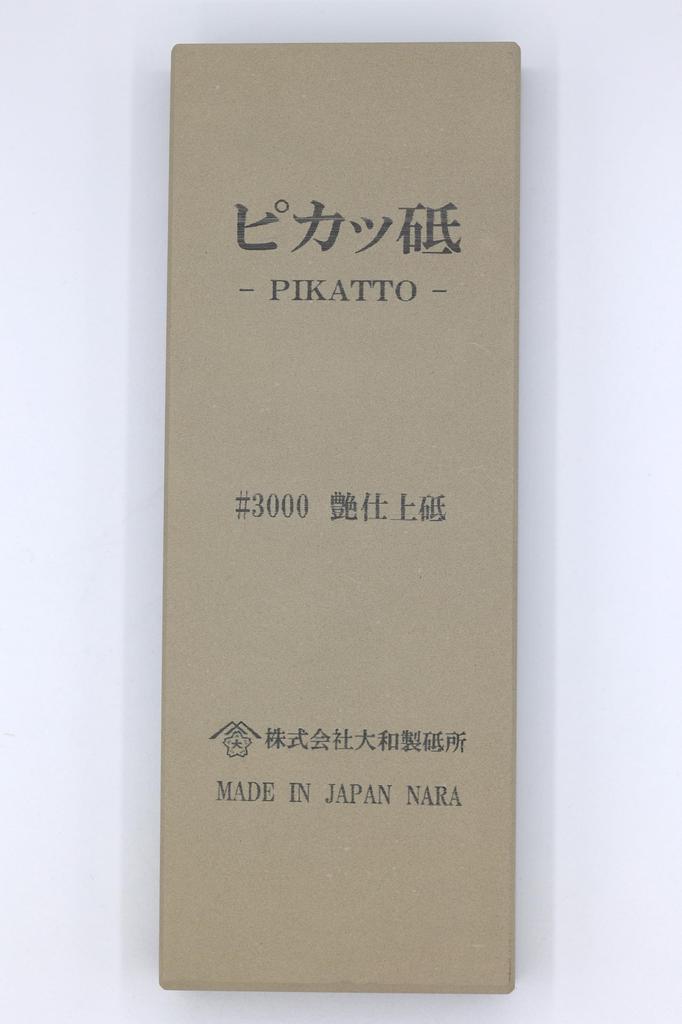 ピカッ砥
- PIKATTO -
#3000 艶仕上砥
大 株式会社大和製砥所
MADE IN JAPAN NARA